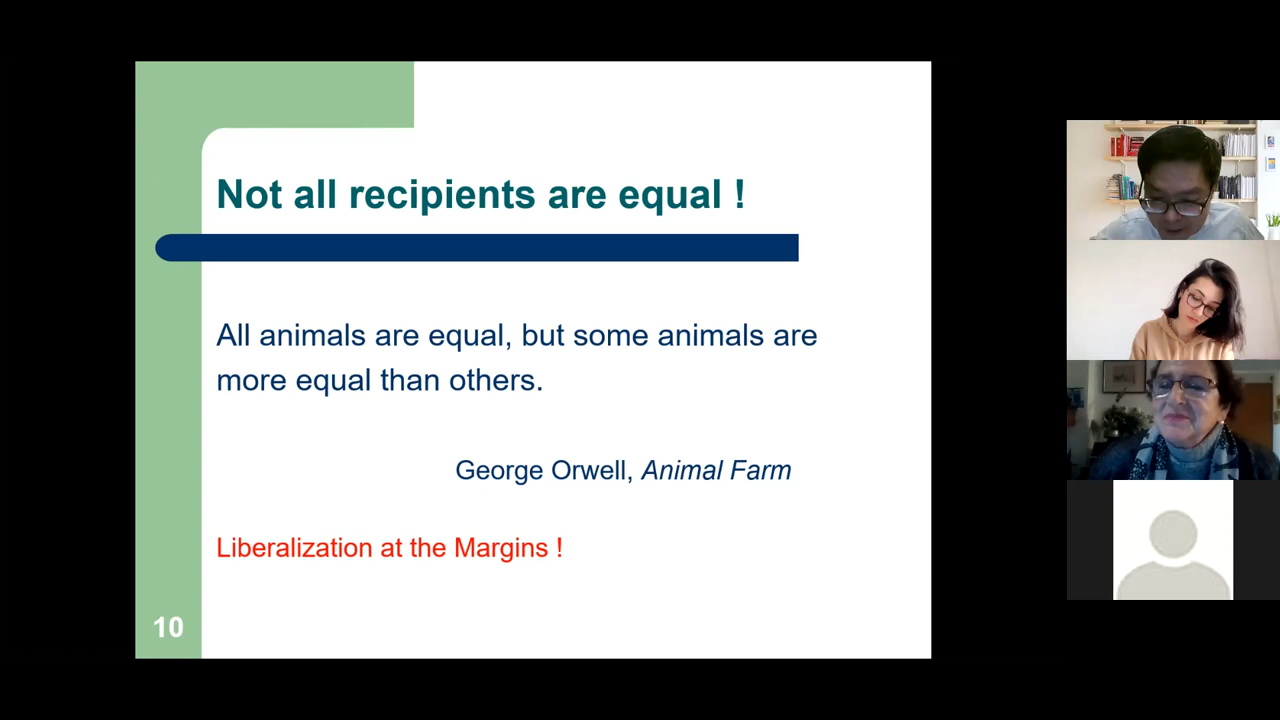 Not all recipients are equal !
All animals are equal, but some animals are
more equal than others.
George Orwell, Animal Farm
Liberalization at the Margins !
10